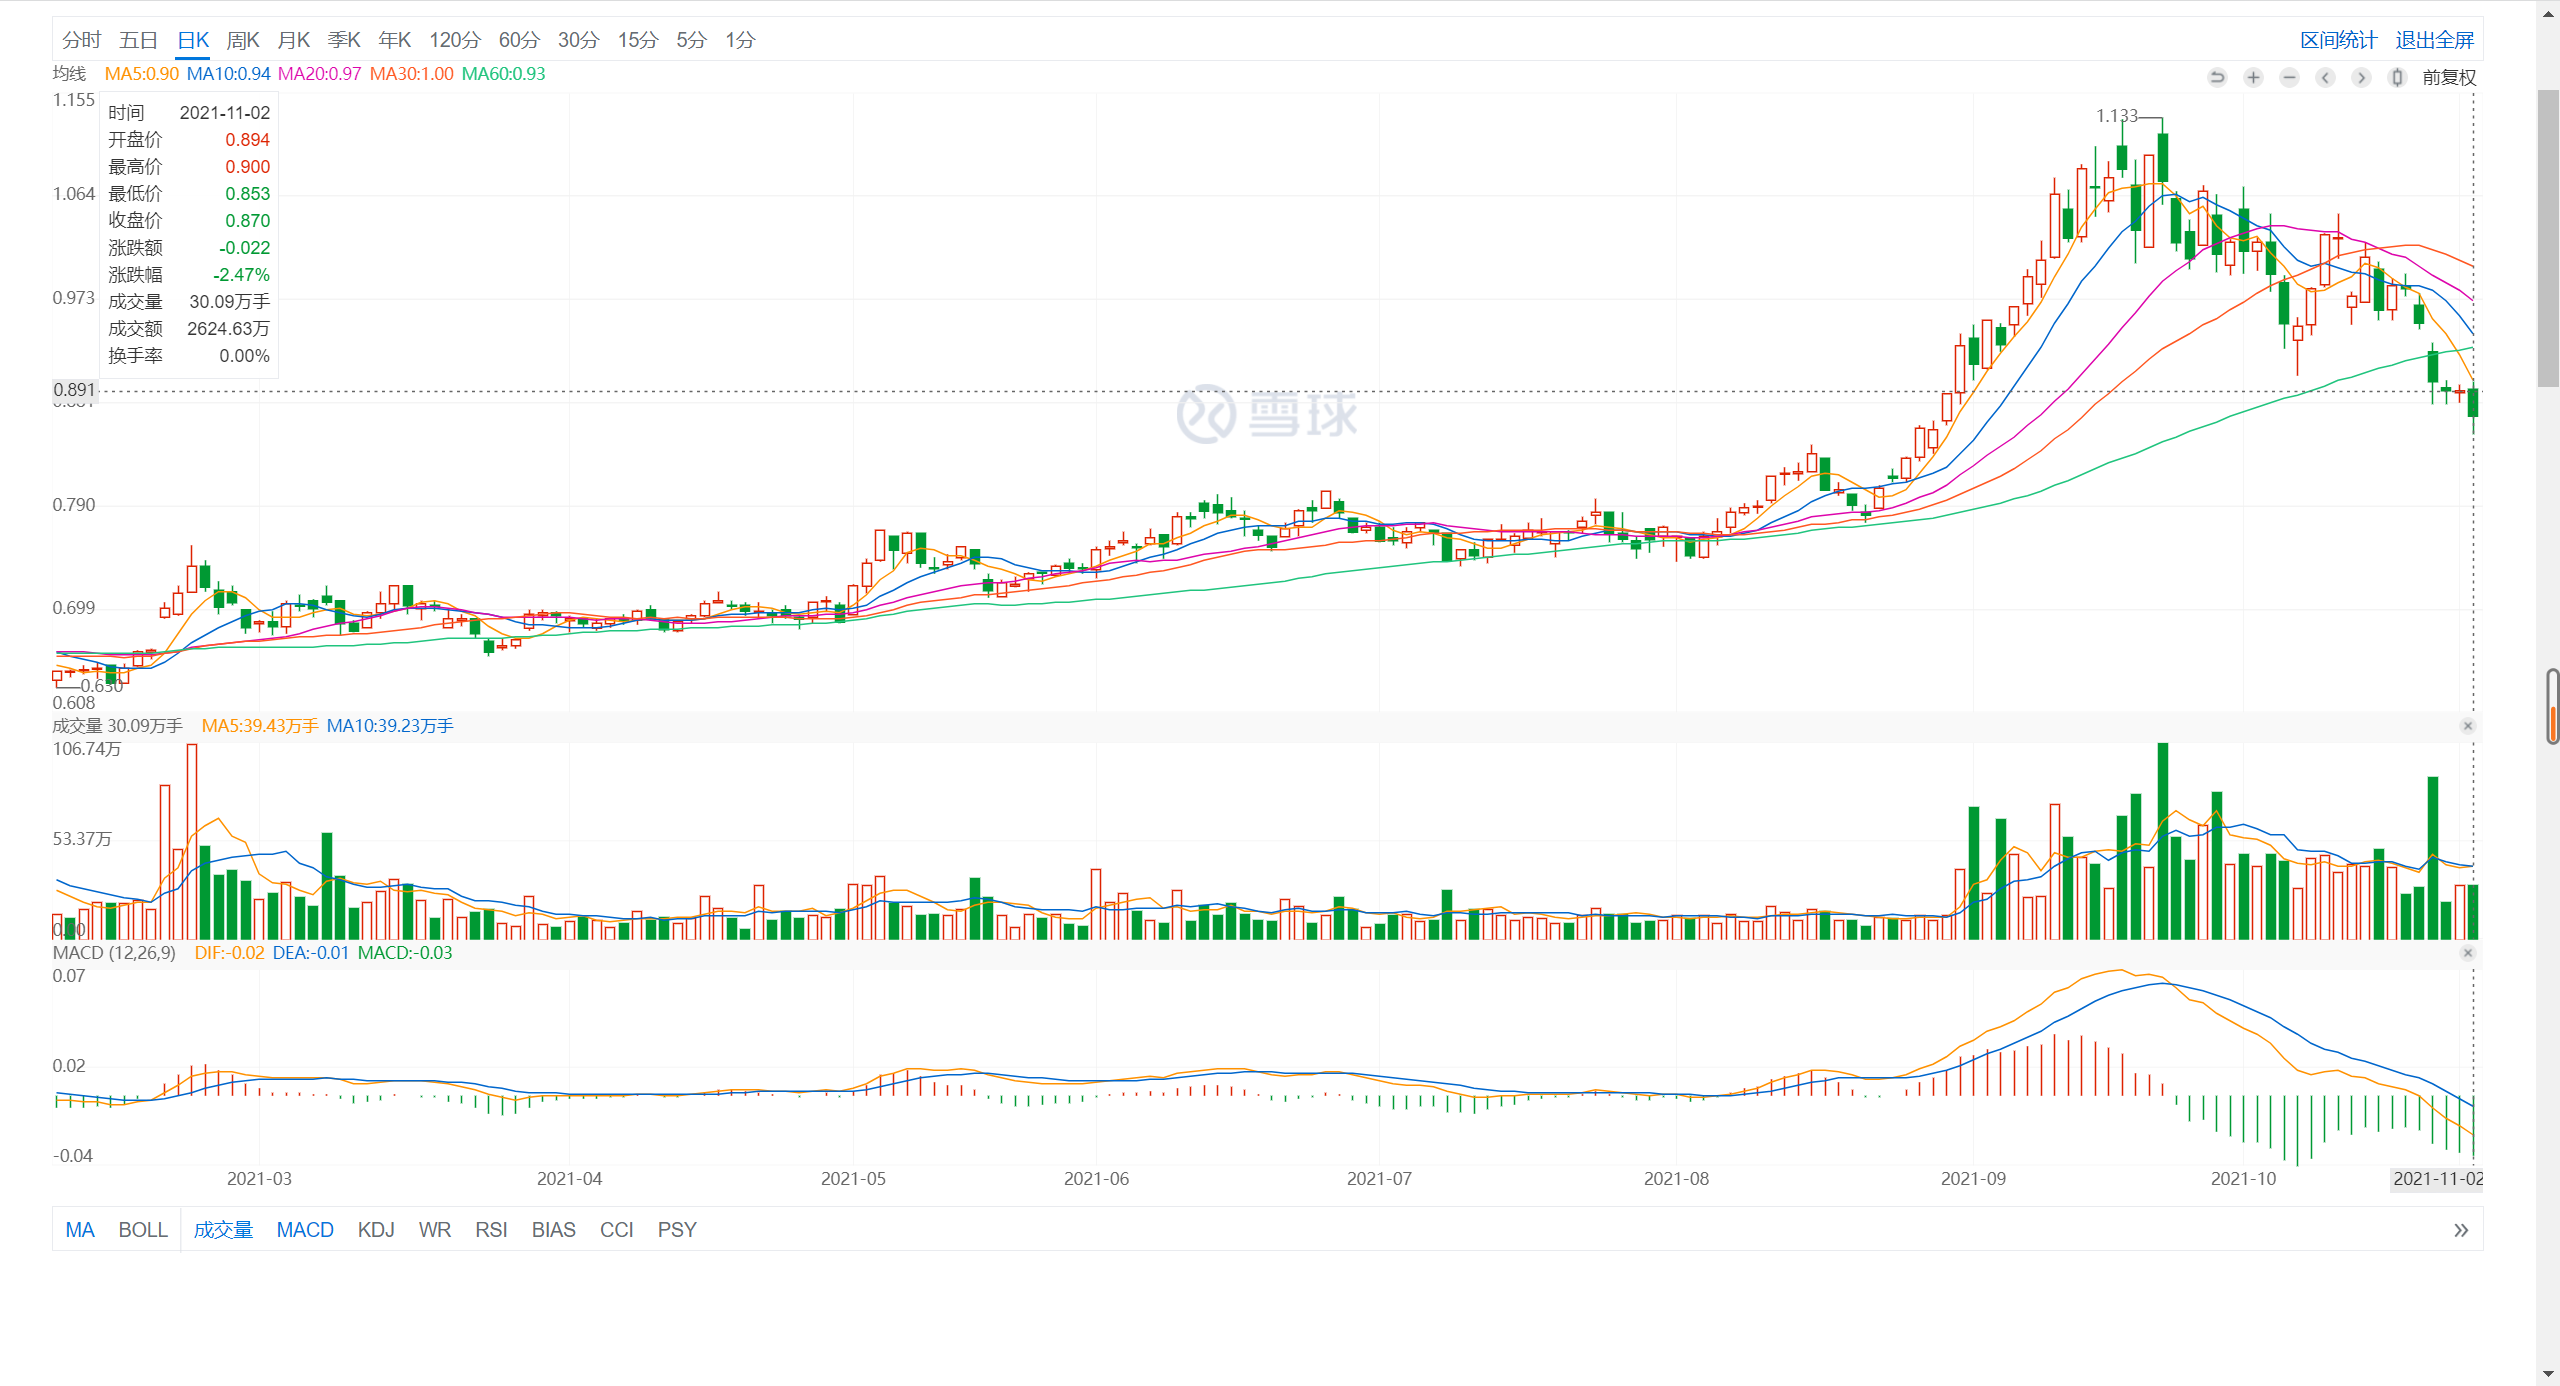 分时 五日 日K 周K 月K 季K 年K 120分 60分 30分 15分 5分 1分 区间统计 退出全屏
均线 MA5:0.90 MA10:0.94 MA20:0.97 MA30:1.00 MA60:0.93 前复权
1.155
时间 2021-11-02
开盘价 0.894
最高价 0.900
最低价 0.853
收盘价 0.870
涨跌额 -0.022
涨跌幅 -2.47%
成交量 30.09万手
成交额 2624.63万
换手率 0.00%
1.133
1.064
0.973
0.891
雪球
0.790
0.699
0.630
0.608
成交量 30.09万手 MA5:39.43万手 MA10:39.23万手
106.74万
53.37万
0.00
MACD (12,26,9) DIF:-0.02 DEA:-0.01 MACD:-0.03
0.07
0.02
-0.04
2021-03 2021-04 2021-05 2021-06 2021-07 2021-08 2021-09 2021-10 2021-11-02
MA BOLL 成交量 MACD KDJ WR RSI BIAS CCI PSY »